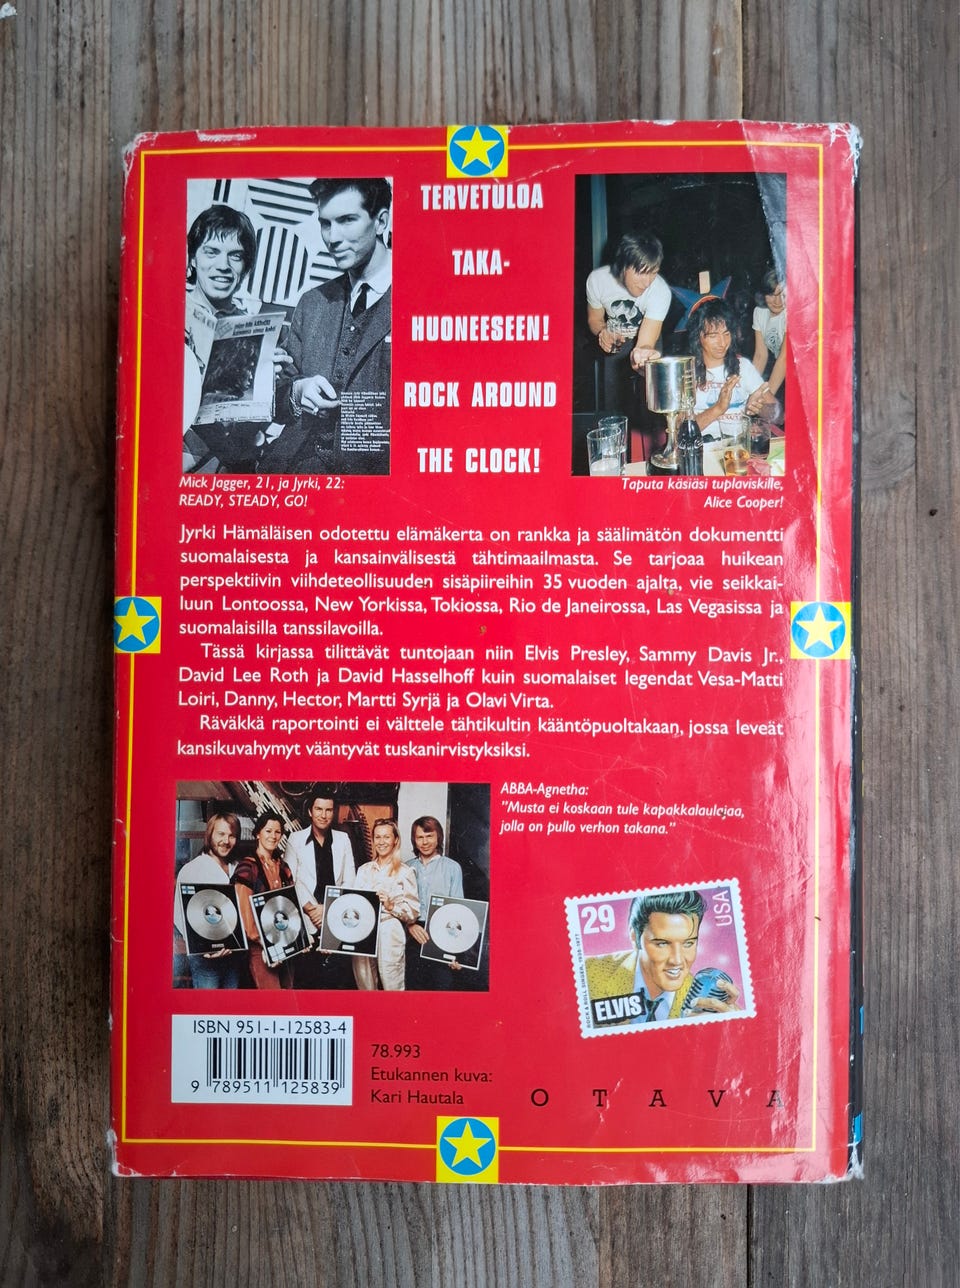 TERVETULOA
TAKA-
HUONEESEEN!
ROCK AROUND
THE CLOCK!
Mick Jagger, 21, ja Jyrki, 22:
READY, STEADY, GO!
Taputa käsiäsi tuplaviskille,
Alice Cooper!
Jyrki Hämäläisen odotettu elämäkerta on rankka ja säälimätön dokumentti
suomalaisesta ja kansainvälisestä tähtimaailmasta. Se tarjoaa huikean
perspektiivin viihdeteollisuuden sisäpiireihin 35 vuoden ajalta, vie seikkai-
luun Lontoossa, New Yorkissa, Tokiossa, Rio de Janeirossa, Las Vegasissa ja
suomalaisilla tanssilavoilla.
Tässä kirjassa tilittävät tuntojaan niin Elvis Presley, Sammy Davis Jr.,
David Lee Roth ja David Hasselhoff kuin suomalaiset legendat Vesa-Matti
Loiri, Danny, Hector, Martti Syrjä ja Olavi Virta.
Räväkkä raportointi ei välttele tähtikultin kääntöpuoltakaan, jossa leveät
kansikuvahymyt vääntyvät tuskanirvistyksiksi.
ABBA-Agnetha:
"Musta ei koskaan tule kapakkalaulajaa,
jolla on pullo verhon takana."
29
USA
ROCK & ROLL SINGER, 1935-1977
ELVIS
ISBN 951-1-12583-4
9 789511 125839
78.993
Etukannen kuva:
Kari Hautala
OTAVA